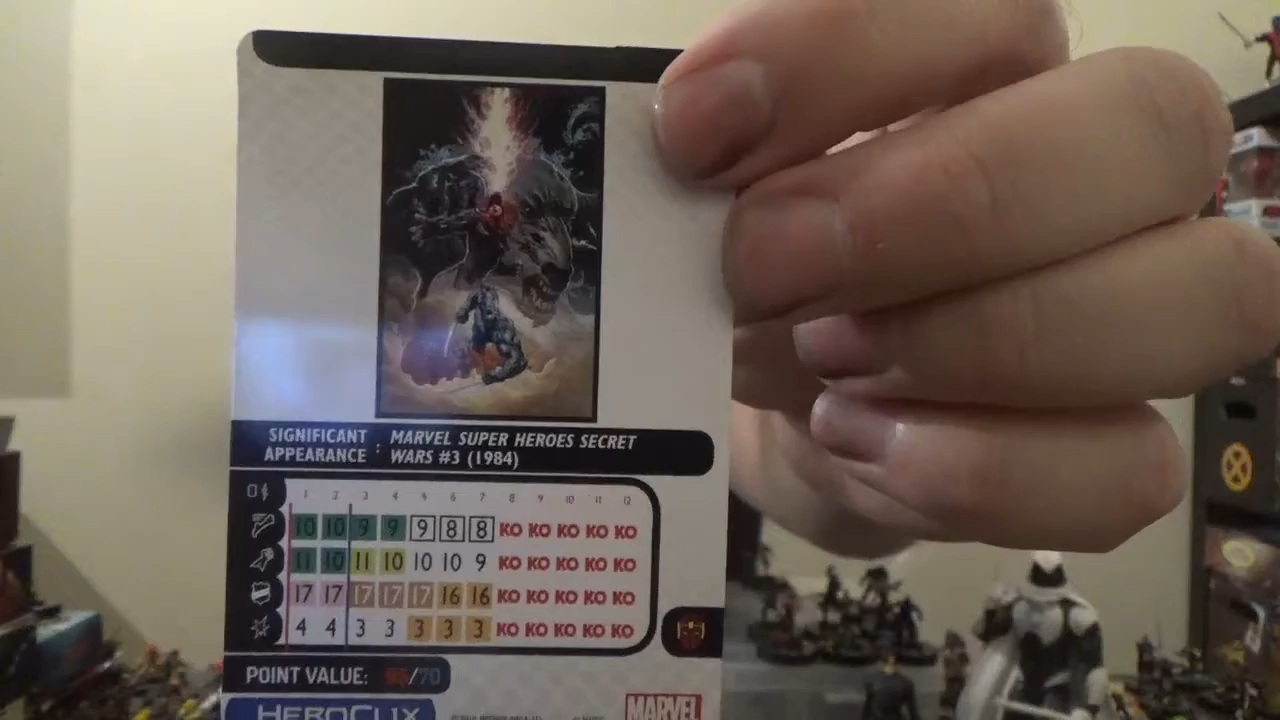 SIGNIFICANT APPEARANCE : MARVEL SUPER HEROES SECRET
WARS #3 (1984)
0 1 2 3 4 5 6 7 8 9 10 11 12
10 10 9 9 9 8 8 KO KO KO KO KO
11 10 11 10 10 10 9 KO KO KO KO KO
17 17 17 17 17 16 16 KO KO KO KO KO
4 4 3 3 3 3 3 KO KO KO KO KO
POINT VALUE: /70
HEROCLIX
MARVEL